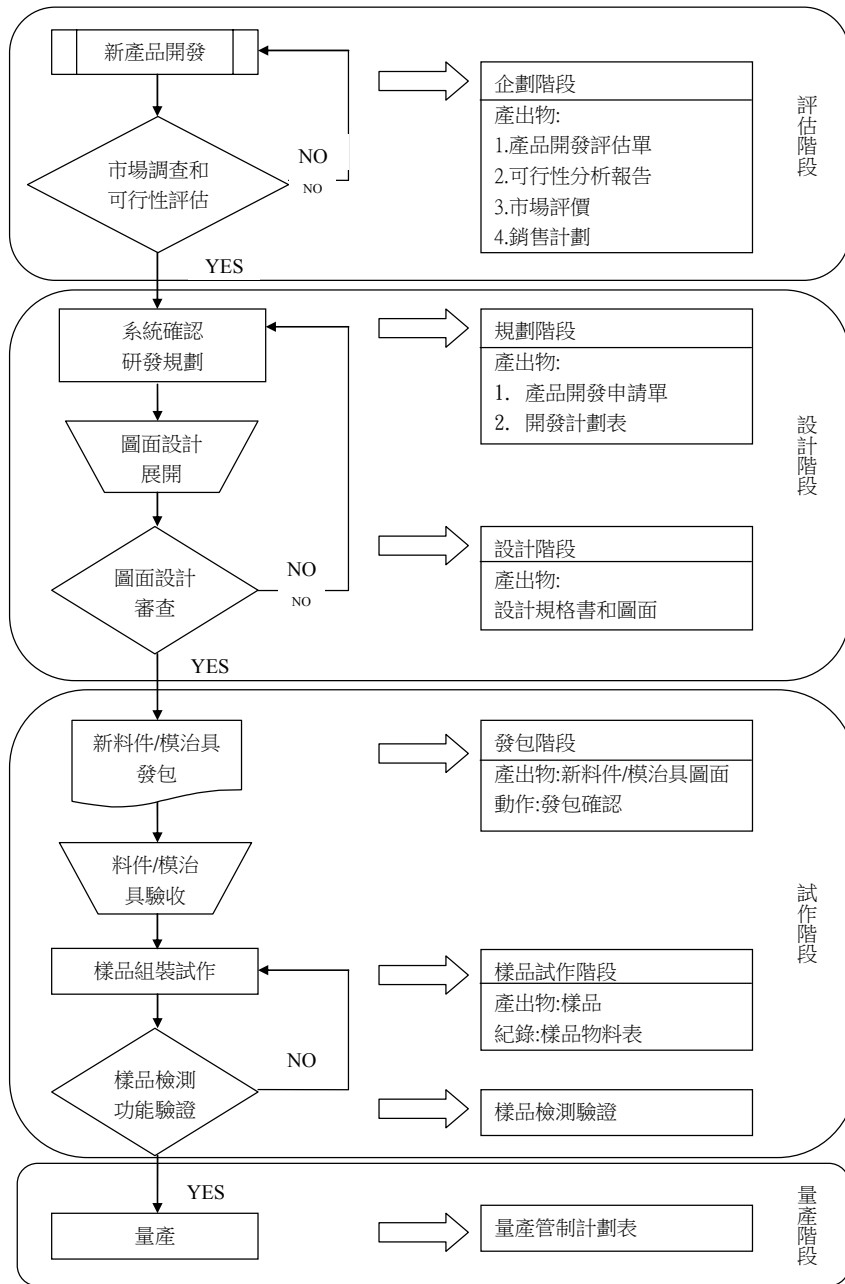 新產品開發
企劃階段
產出物:
1.產品開發評估單
2.可行性分析報告
3.市場評價
4.銷售計劃
評估階段
市場調查和
可行性評估
NO
NO
YES
系統確認
研發規劃
規劃階段
產出物:
1. 產品開發申請單
2. 開發計劃表
設計階段
圖面設計
展開
圖面設計
審查
NO
NO
設計階段
產出物:
設計規格書和圖面
YES
新料件/模治具
發包
發包階段
產出物:新料件/模治具圖面
動作:發包確認
料件/模治
具驗收
試作階段
樣品組裝試作
樣品試作階段
產出物:樣品
紀錄:樣品物料表
樣品檢測
功能驗證
NO
樣品檢測驗證
YES
量產
量產管制計劃表
量產階段